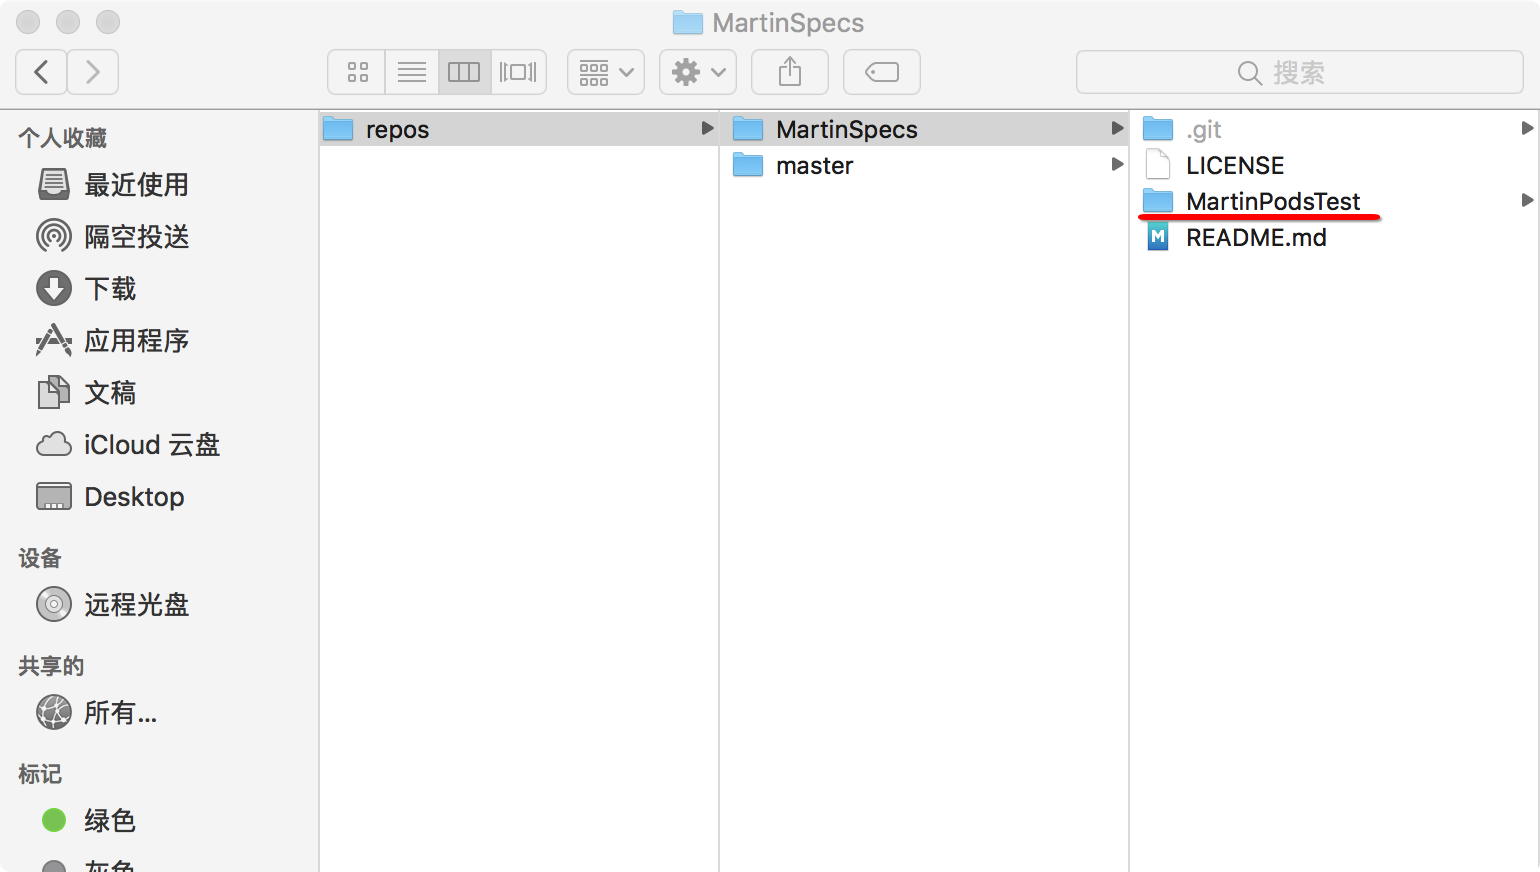 MartinSpecs
搜索
个人收藏
最近使用
隔空投送
下载
应用程序
文稿
iCloud 云盘
Desktop
设备
远程光盘
共享的
所有...
标记
绿色
灰色
repos
MartinSpecs
master
.git
LICENSE
MartinPodsTest
README.md